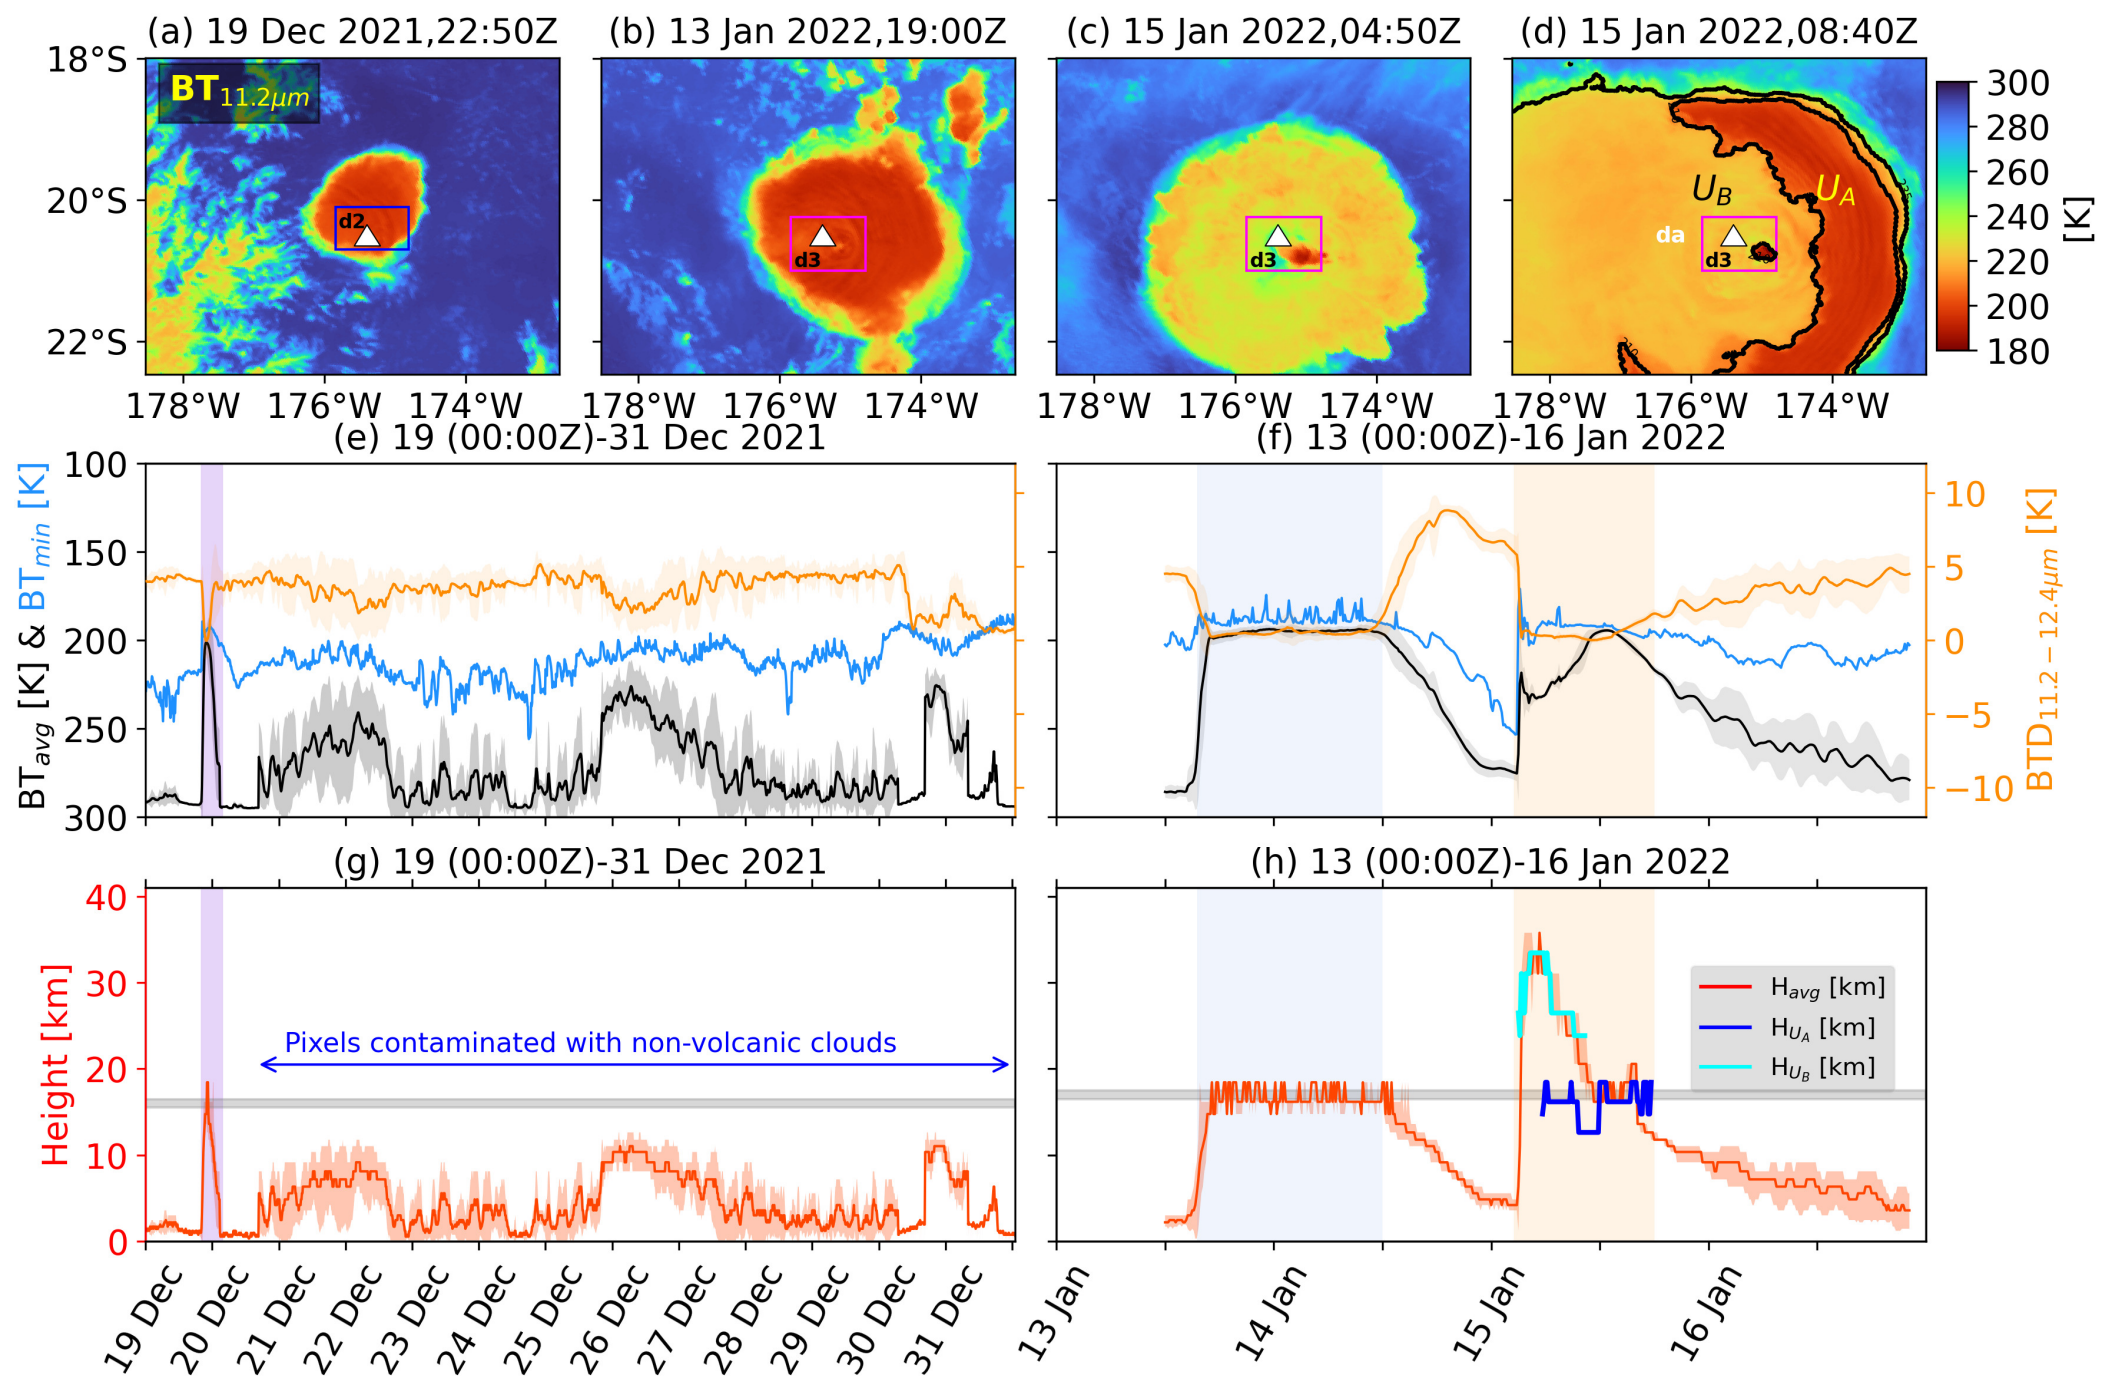 (a) 19 Dec 2021,22:50Z (b) 13 Jan 2022,19:00Z (c) 15 Jan 2022,04:50Z (d) 15 Jan 2022,08:40Z
18°S
20°S
22°S
BT11.2μm
d2
d3
d3
UB
UA
da
d3
300
280
260
240
220
200
180
[K]
178°W 176°W 174°W 178°W 176°W 174°W 178°W 176°W 174°W 178°W 176°W 174°W
(e) 19 (00:00Z)-31 Dec 2021
(f) 13 (00:00Z)-16 Jan 2022
BTavg [K] & BTmin [K]
100
150
200
250
300
10
5
0
−5
−10
BTD11.2 − 12.4μm [K]
(g) 19 (00:00Z)-31 Dec 2021
(h) 13 (00:00Z)-16 Jan 2022
Height [km]
40
30
20
10
0
Pixels contaminated with non-volcanic clouds
Havg [km]
HUA [km]
HUB [km]
19 Dec
20 Dec
21 Dec
22 Dec
23 Dec
24 Dec
25 Dec
26 Dec
27 Dec
28 Dec
29 Dec
30 Dec
31 Dec
13 Jan
14 Jan
15 Jan
16 Jan